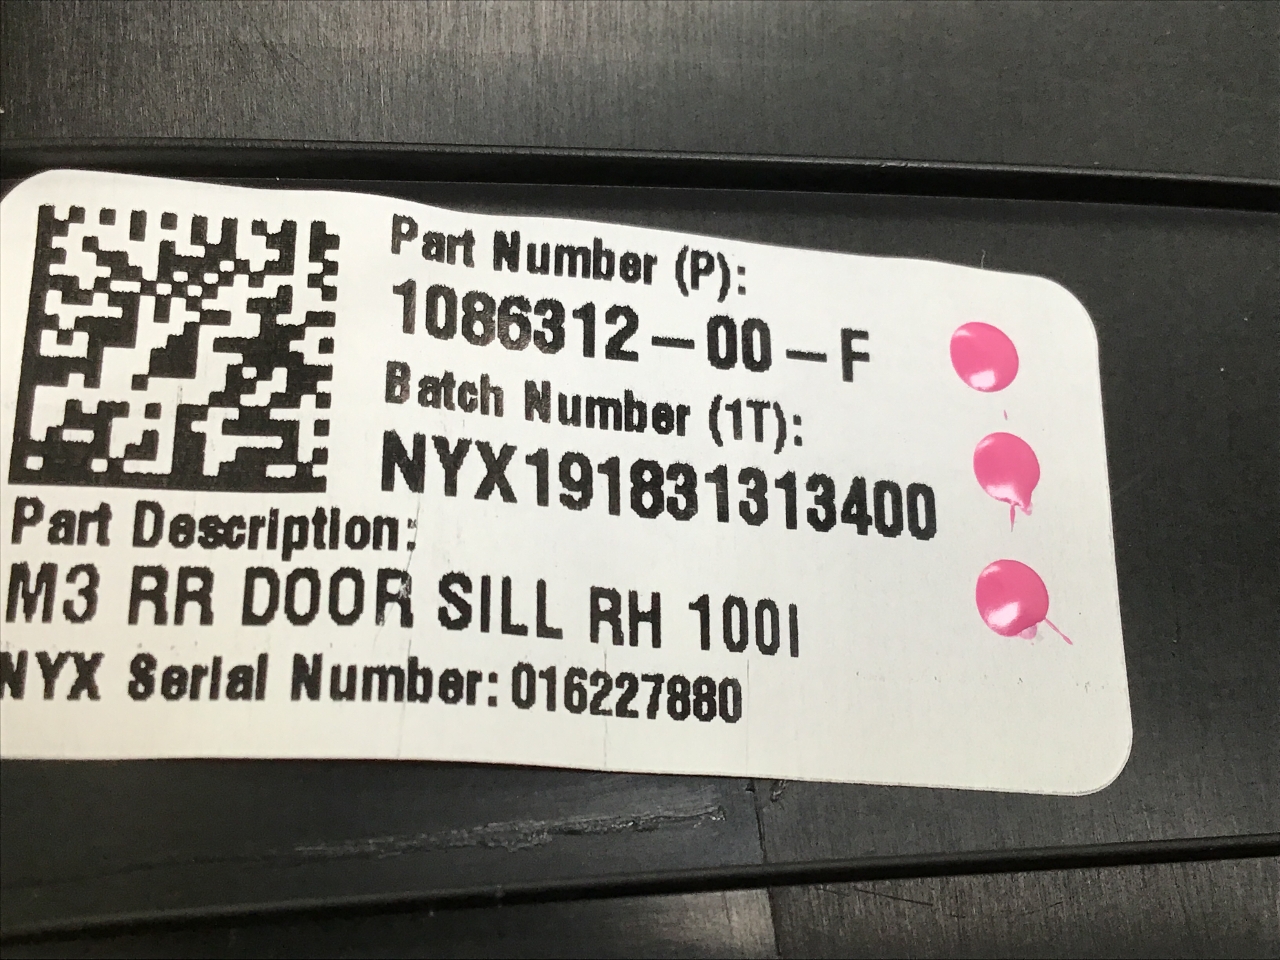 Part Number (P):
1086312-00-F
Batch Number (1T):
NYX191831313400
Part Description:
M3 RR DOOR SILL RH 100I
NYX Serial Number: 016227880